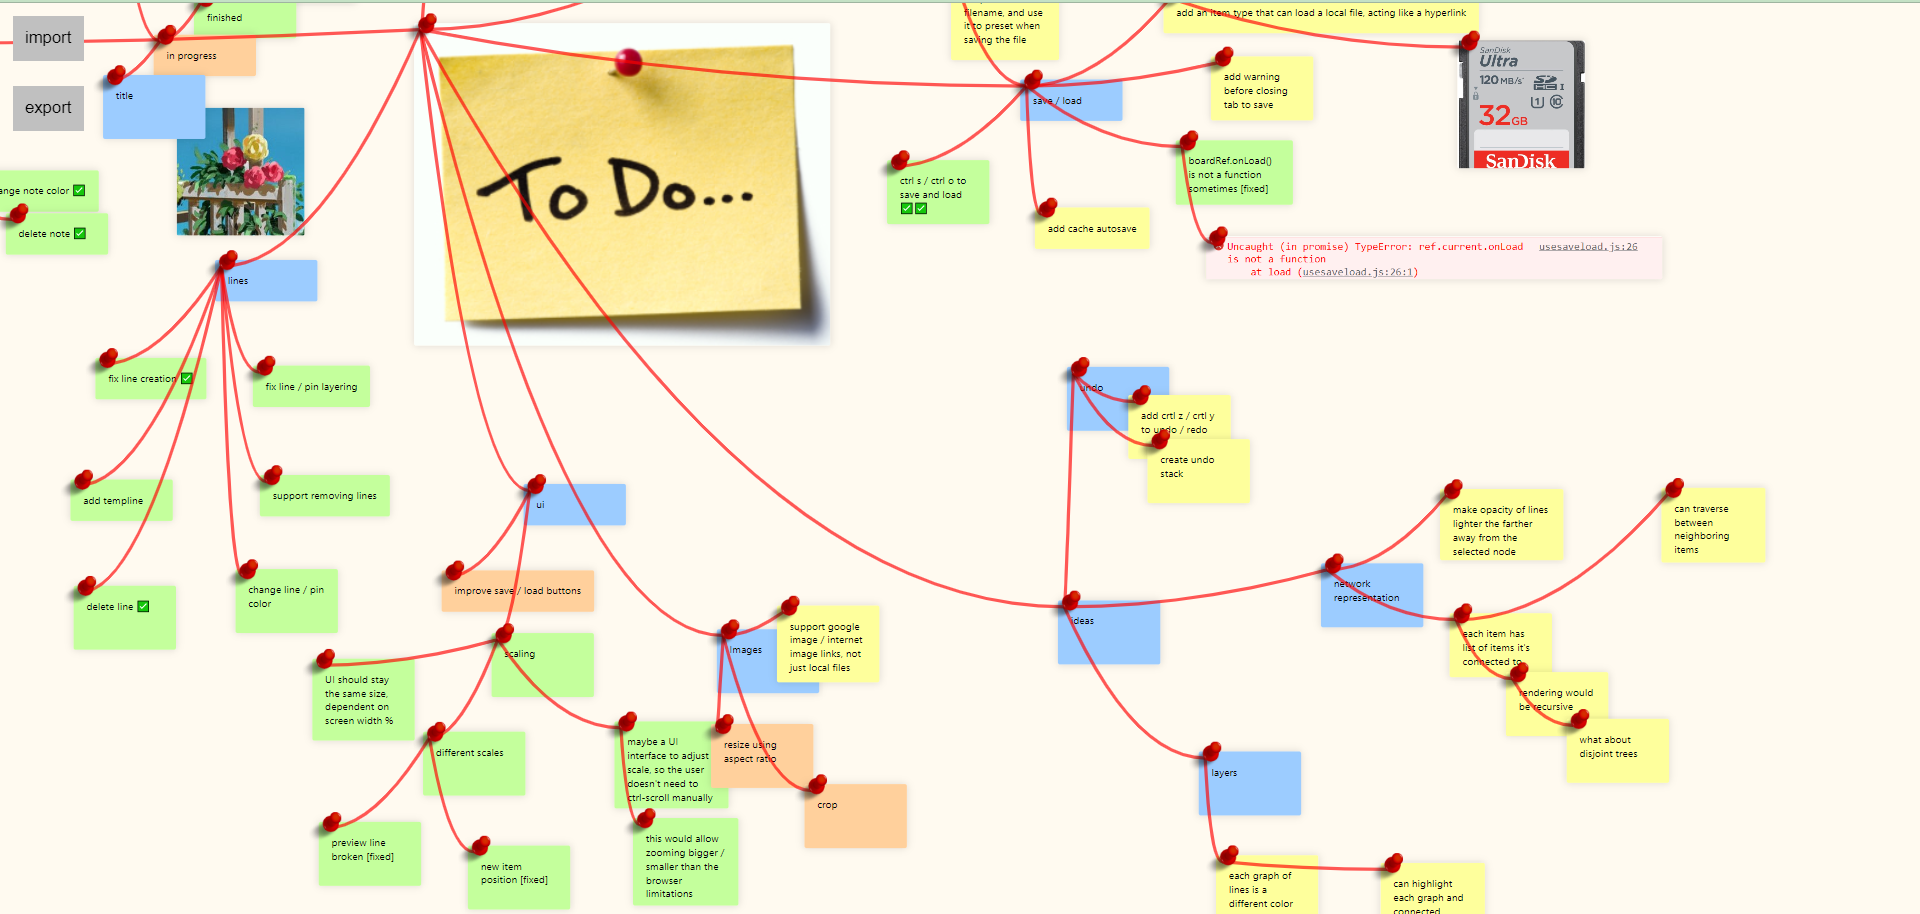 import
export
finished
in progress
title
ange note color ✅
delete note ✅
To Do...
filename, and use
it to preset when
saving the file
add an item type that can load a local file, acting like a hyperlink
save / load
add warning
before closing
tab to save
SanDisk
Ultra
120 MB/s
32GB
SanDisk
ctrl s / ctrl o to
save and load
✅✅
boardRef.onLoad()
is not a function
sometimes [fixed]
add cache autosave
Uncaught (in promise) TypeError: ref.current.onLoad usesaveload.js:26
is not a function
at load (usesaveload.js:26:1)
lines
fix line creation ✅
fix line / pin layering
add templine
support removing lines
delete line ✅
change line / pin
color
ui
improve save / load buttons
scaling
UI should stay
the same size,
dependent on
screen width %
different scales
preview line
broken [fixed]
new item
position [fixed]
maybe a UI
interface to adjust
scale, so the user
doesn't need to
ctrl-scroll manually
this would allow
zooming bigger /
smaller than the
browser
limitations
Images
support google
image / internet
image links, not
just local files
resize using
aspect ratio
crop
undo
add crtl z / crtl y
to undo / redo
create undo
stack
ideas
network
representation
make opacity of lines
lighter the farther
away from the
selected node
can traverse
between
neighboring
items
each item has
list of items it's
connected to
rendering would
be recursive
what about
disjoint trees
layers
each graph of
lines is a
different color
can highlight
each graph and
connected